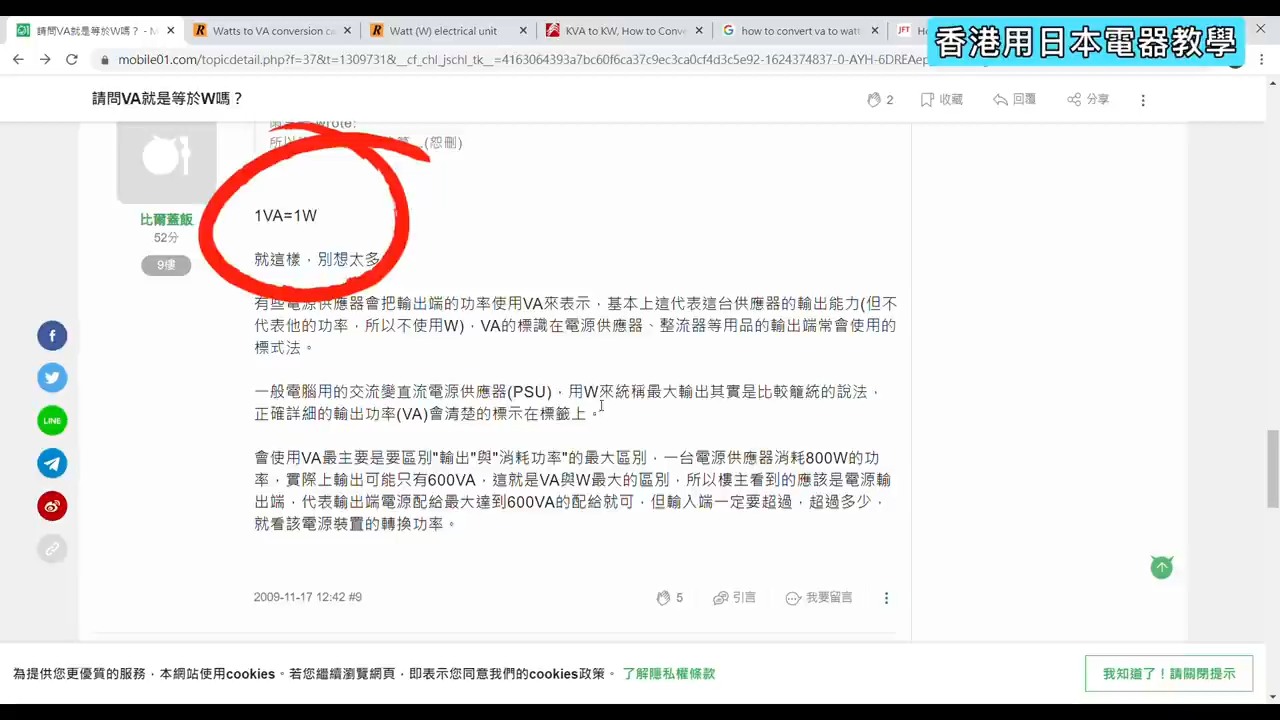 請問VA就是等於W嗎？ - M
Watts to VA conversion ca
Watt (W) electrical unit
KVA to KW, How to Conve
how to convert va to watt
JFT
香港用日本電器教學
請問VA就是等於W嗎？
2
收藏
回覆
分享
wrote:
(恕刪)
比爾蓋飯
52分
9樓
1VA=1W
就這樣，別想太多
有些電源供應器會把輸出端的功率使用VA來表示，基本上這代表這台供應器的輸出能力(但不
代表他的功率，所以不使用W)，VA的標識在電源供應器、整流器等用品的輸出端常會使用的
標式法。
一般電腦用的交流變直流電源供應器(PSU)，用W來統稱最大輸出其實是比較籠統的說法，
正確詳細的輸出功率(VA)會清楚的標示在標籤上。
會使用VA最主要是要區別"輸出"與"消耗功率"的最大區別，一台電源供應器消耗800W的功
率，實際上輸出可能只有600VA，這就是VA與W最大的區別，所以樓主看到的應該是電源輸
出端，代表輸出端電源配給最大達到600VA的配給就可，但輸入端一定要超過，超過多少，
就看該電源裝置的轉換功率。
LINE
2009-11-17 12:42 #9
5
引言
我要留言
為提供您更優質的服務，本網站使用cookies。若您繼續瀏覽網頁，即表示您同意我們的cookies政策。 了解隱私權條款
我知道了！請關閉提示